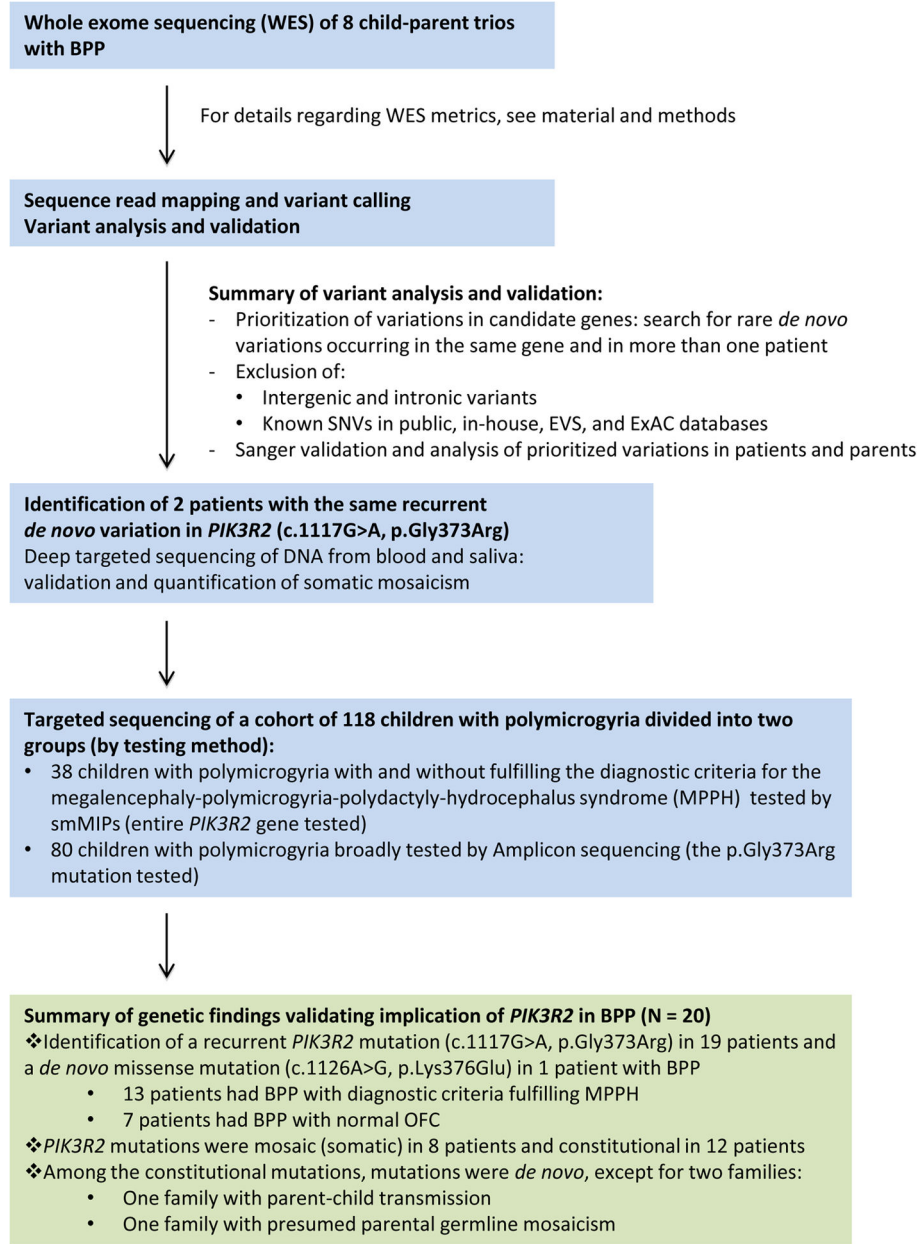 Whole exome sequencing (WES) of 8 child-parent trios
with BPP
For details regarding WES metrics, see material and methods
Sequence read mapping and variant calling
Variant analysis and validation
Summary of variant analysis and validation:
- Prioritization of variations in candidate genes: search for rare de novo
variations occurring in the same gene and in more than one patient
- Exclusion of:
• Intergenic and intronic variants
• Known SNVs in public, in-house, EVS, and ExAC databases
- Sanger validation and analysis of prioritized variations in patients and parents
Identification of 2 patients with the same recurrent
de novo variation in PIK3R2 (c.1117G>A, p.Gly373Arg)
Deep targeted sequencing of DNA from blood and saliva:
validation and quantification of somatic mosaicism
Targeted sequencing of a cohort of 118 children with polymicrogyria divided into two
groups (by testing method):
• 38 children with polymicrogyria with and without fulfilling the diagnostic criteria for the
megalencephaly-polymicrogyria-polydactyly-hydrocephalus syndrome (MPPH) tested by
smMIPs (entire PIK3R2 gene tested)
• 80 children with polymicrogyria broadly tested by Amplicon sequencing (the p.Gly373Arg
mutation tested)
Summary of genetic findings validating implication of PIK3R2 in BPP (N = 20)
❖Identification of a recurrent PIK3R2 mutation (c.1117G>A, p.Gly373Arg) in 19 patients and
a de novo missense mutation (c.1126A>G, p.Lys376Glu) in 1 patient with BPP
• 13 patients had BPP with diagnostic criteria fulfilling MPPH
• 7 patients had BPP with normal OFC
❖PIK3R2 mutations were mosaic (somatic) in 8 patients and constitutional in 12 patients
❖Among the constitutional mutations, mutations were de novo, except for two families:
• One family with parent-child transmission
• One family with presumed parental germline mosaicism